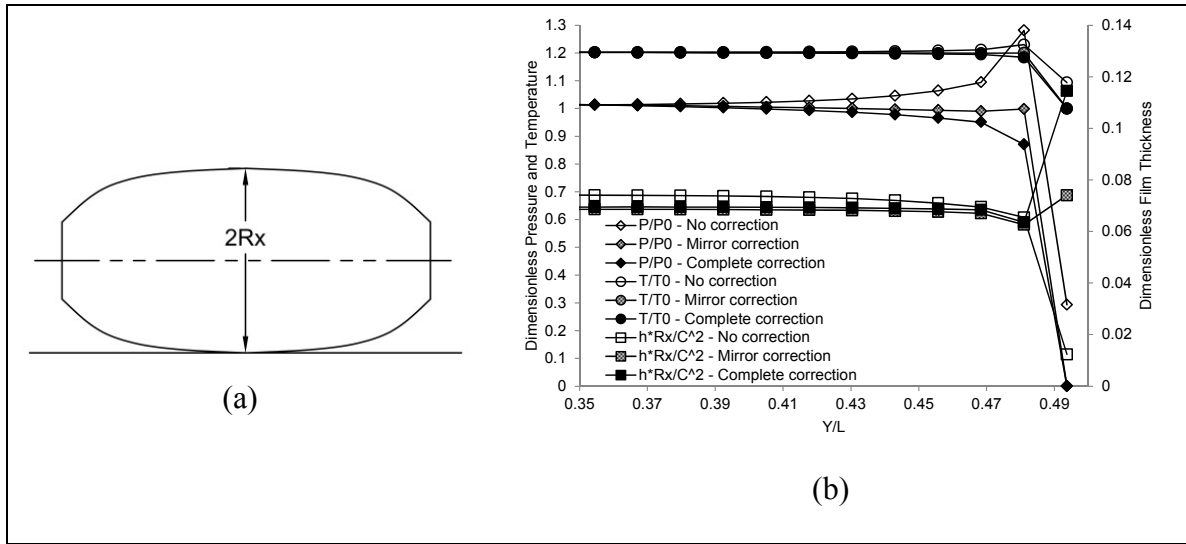 2Rx
(a)
Dimensionless Pressure and Temperature
1.3
1.2
1.1
1
0.9
0.8
0.7
0.6
0.5
0.4
0.3
0.2
0.1
0
P/P0 - No correction
P/P0 - Mirror correction
P/P0 - Complete correction
T/T0 - No correction
T/T0 - Mirror correction
T/T0 - Complete correction
h*Rx/C^2 - No correction
h*Rx/C^2 - Mirror correction
h*Rx/C^2 - Complete correction
0.14
0.12
0.1
0.08
0.06
0.04
0.02
0
Dimensionless Film Thickness
0.35 0.37 0.39 0.41 0.43 0.45 0.47 0.49
Y/L
(b)